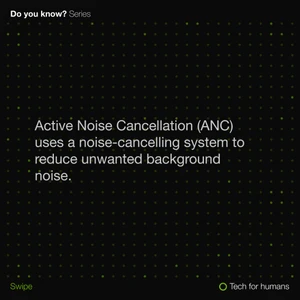 Do you know? Series
Active Noise Cancellation (ANC)
uses a noise-cancelling system to
reduce unwanted background
noise.
Swipe
Tech for humans